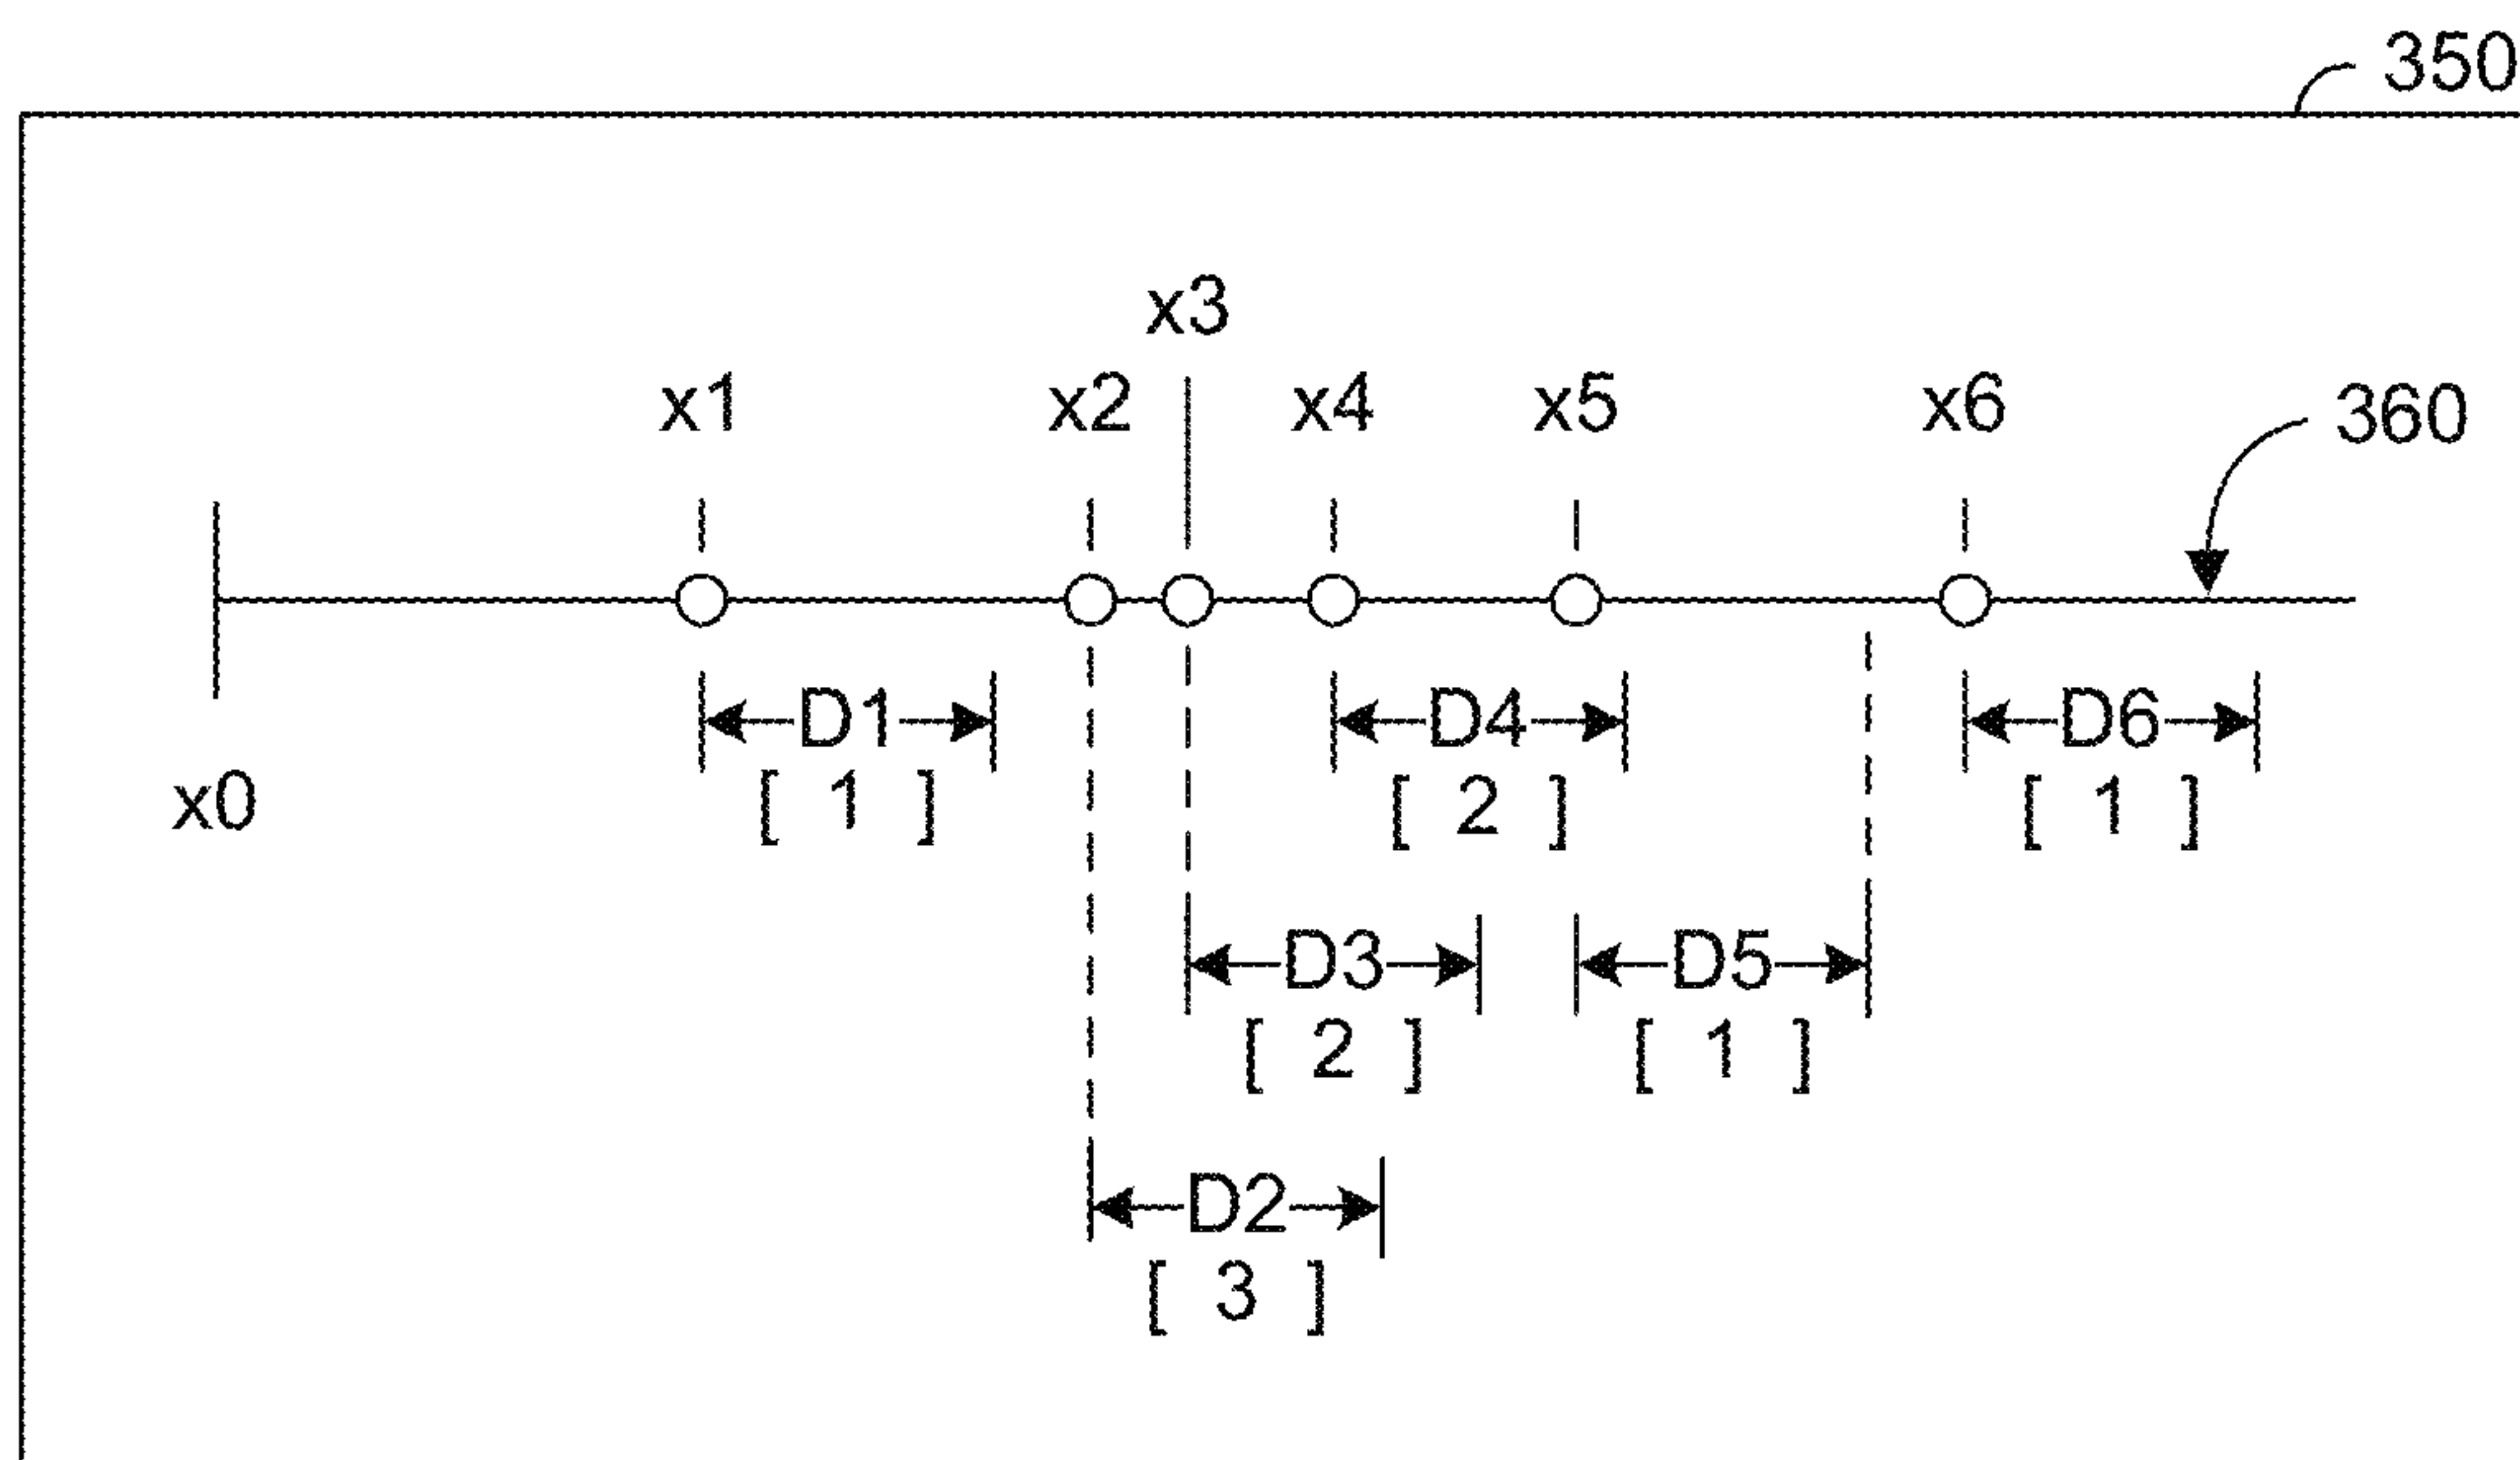 350
x3
x1 x2 x4 x5 x6 360
D1 D4 D6
x0 [ 1 ] [ 2 ] [ 1 ]
D3 D5
[ 2 ] [ 1 ]
D2
[ 3 ]